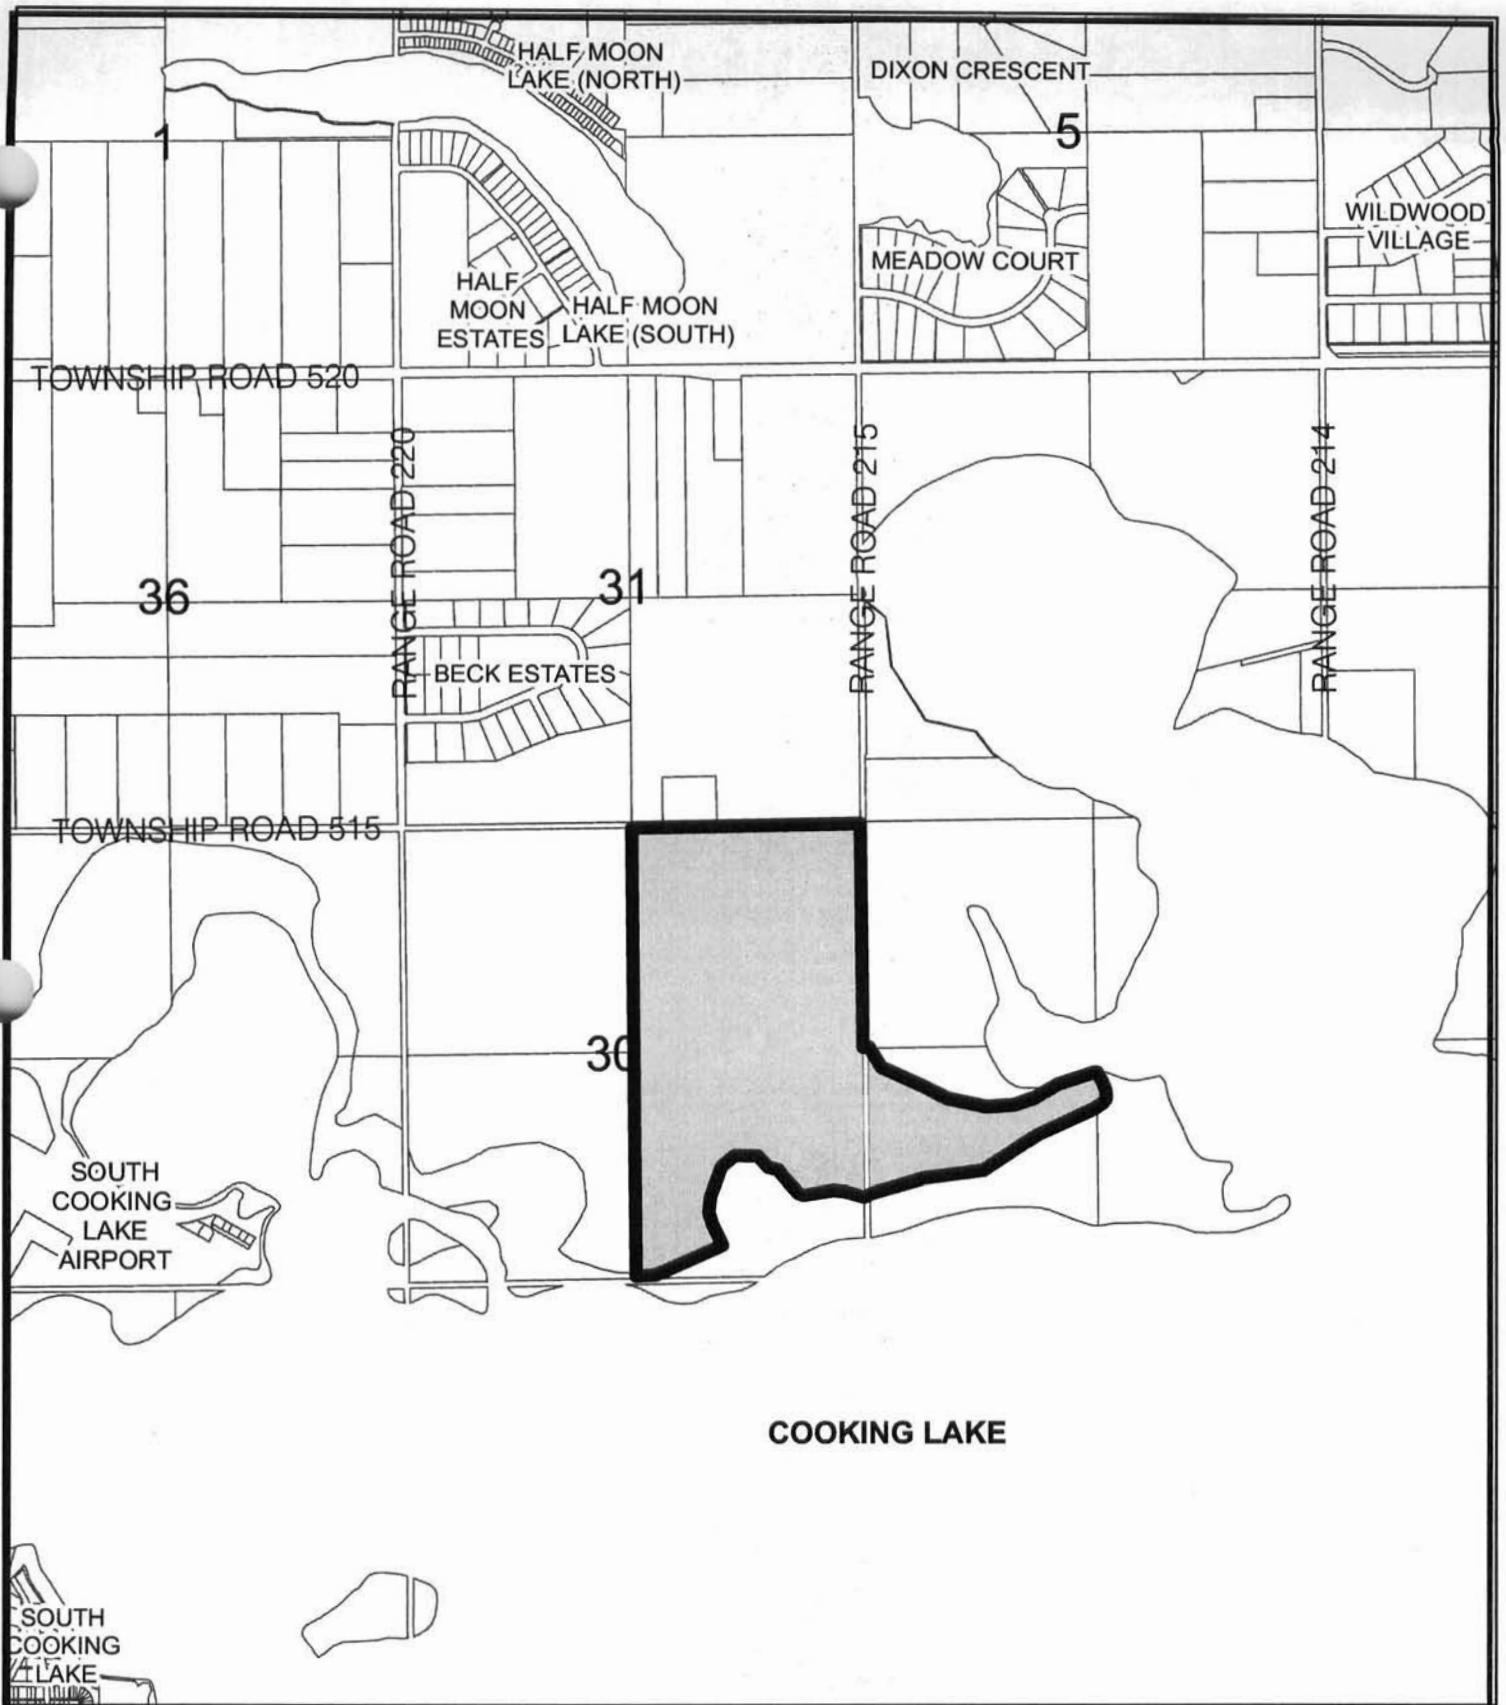 HALF MOON
LAKE (NORTH)
DIXON CRESCENT
1
5
WILDWOOD
VILLAGE
MEADOW COURT
HALF
MOON
ESTATES
HALF MOON
LAKE (SOUTH)
TOWNSHIP ROAD 520
RANGE ROAD 220
RANGE ROAD 215
RANGE ROAD 214
36
31
BECK ESTATES
TOWNSHIP ROAD 515
30
SOUTH
COOKING
LAKE
AIRPORT
COOKING LAKE
SOUTH
COOKING
LAKE